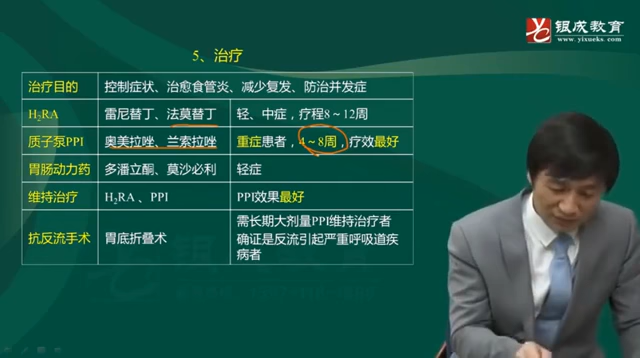 银成教育
www.yixueks.com
5、治疗
治疗目的 控制症状、治愈食管炎、减少复发、防治并发症
H₂RA 雷尼替丁、法莫替丁 轻、中症，疗程8～12周
质子泵PPI 奥美拉唑、兰索拉唑 重症患者，4～8周，疗效最好
胃肠动力药 多潘立酮、莫沙必利 轻症
维持治疗 H₂RA 、PPI PPI效果最好
抗反流手术 胃底折叠术 需长期大剂量PPI维持治疗者
确证是反流引起严重呼吸道疾
病者
银成教育